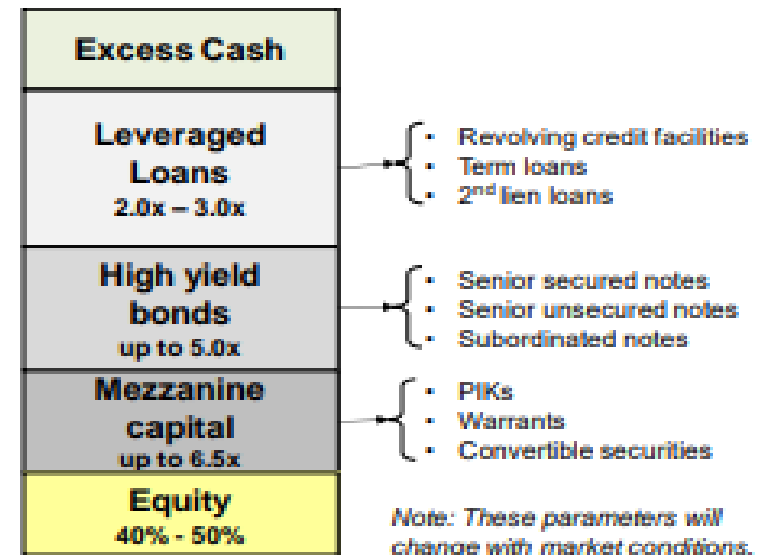 Excess Cash
Leveraged
Loans
2.0x – 3.0x
• Revolving credit facilities
• Term loans
• 2nd lien loans
High yield
bonds
up to 5.0x
• Senior secured notes
• Senior unsecured notes
• Subordinated notes
Mezzanine
capital
up to 6.5x
• PIKs
• Warrants
• Convertible securities
Equity
40% - 50%
Note: These parameters will
change with market conditions.